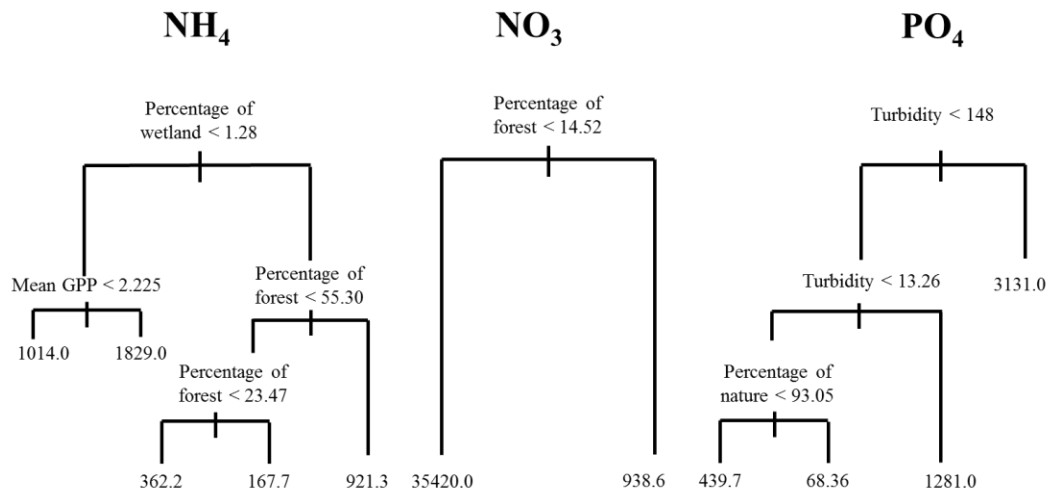 NH₄
NO₃
PO₄
Percentage of
wetland < 1.28
Percentage of
forest < 14.52
Turbidity < 148
Mean GPP < 2.225
Percentage of
forest < 55.30
Turbidity < 13.26
3131.0
1014.0
1829.0
Percentage of
forest < 23.47
Percentage of
nature < 93.05
362.2
167.7
921.3
35420.0
938.6
439.7
68.36
1281.0